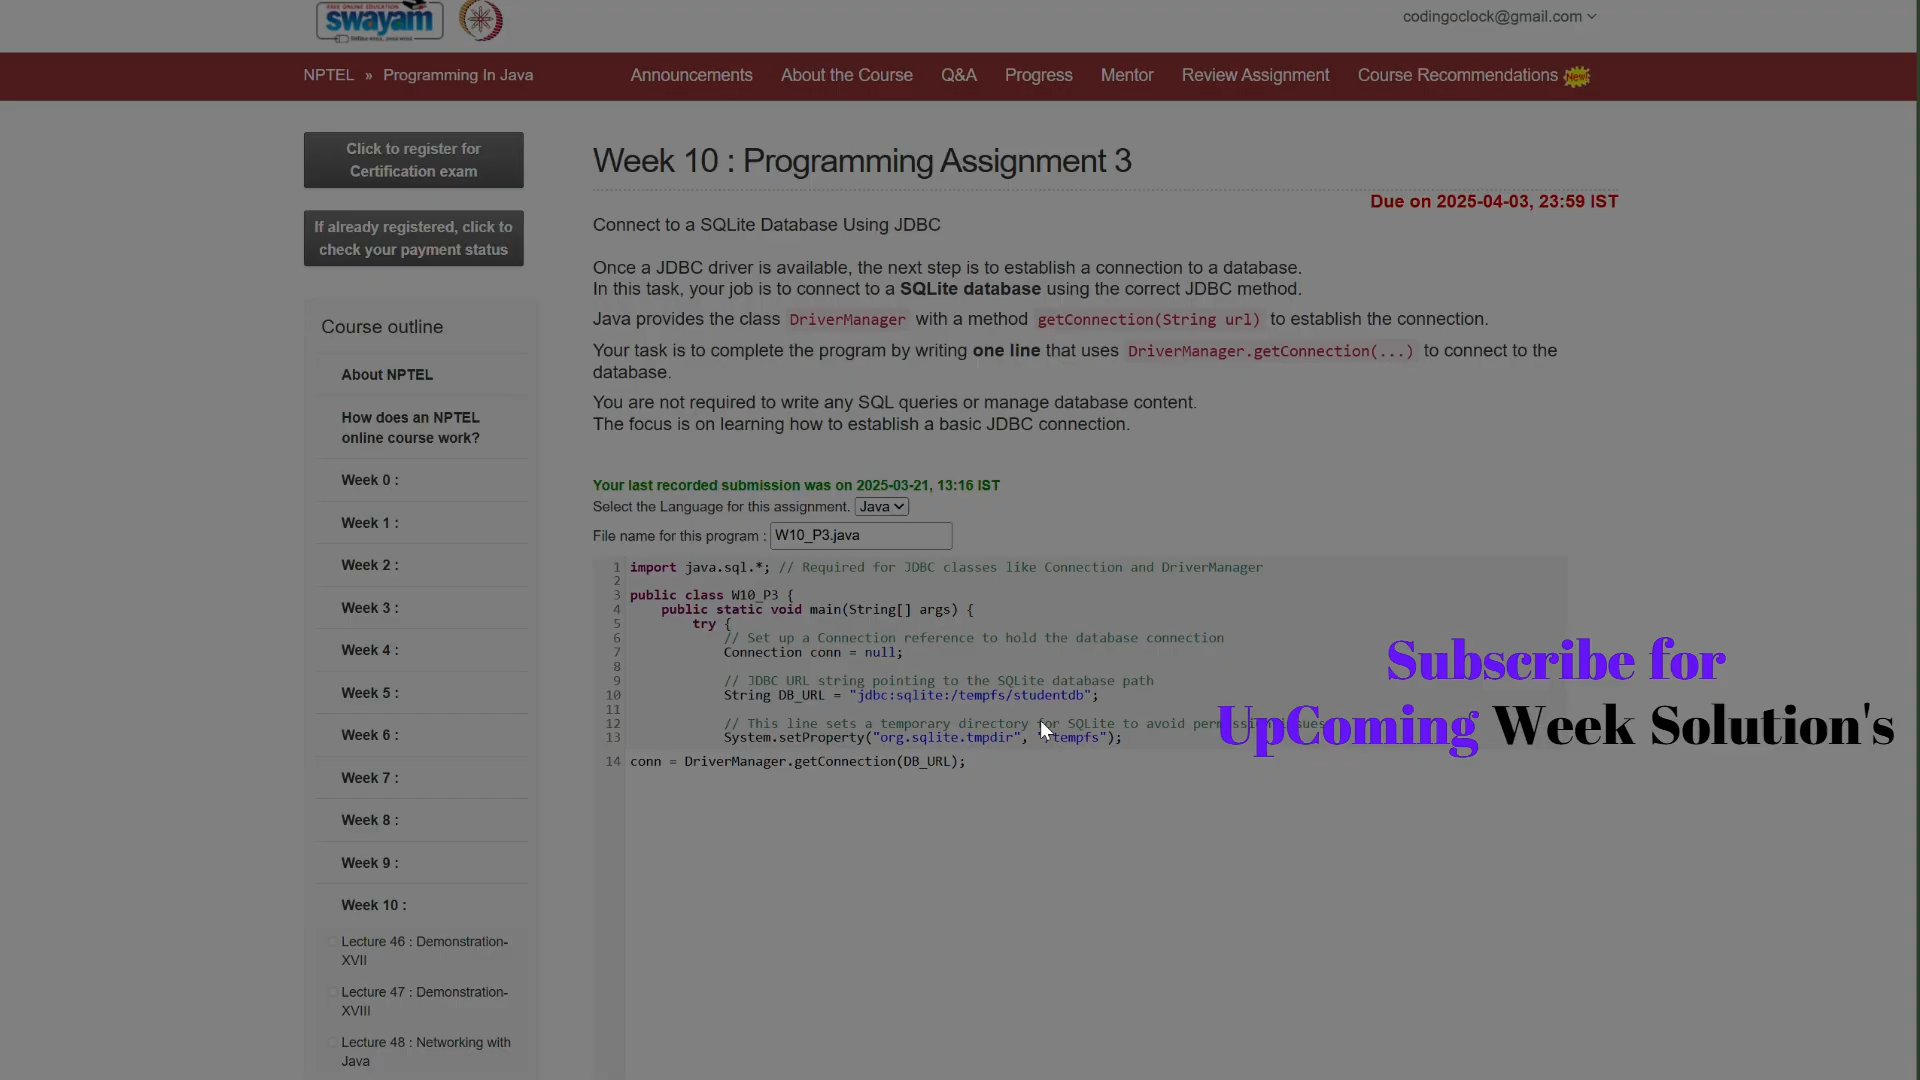 swayam
codingoclock@gmail.com
NPTEL » Programming In Java
Announcements About the Course Q&A Progress Mentor Review Assignment Course Recommendations New!
Click to register for
Certification exam
If already registered, click to
check your payment status
Course outline
About NPTEL
How does an NPTEL
online course work?
Week 0 :
Week 1 :
Week 2 :
Week 3 :
Week 4 :
Week 5 :
Week 6 :
Week 7 :
Week 8 :
Week 9 :
Week 10 :
Lecture 46 : Demonstration-
XVII
Lecture 47 : Demonstration-
XVIII
Lecture 48 : Networking with
Java
Week 10 : Programming Assignment 3
Due on 2025-04-03, 23:59 IST
Connect to a SQLite Database Using JDBC
Once a JDBC driver is available, the next step is to establish a connection to a database.
In this task, your job is to connect to a SQLite database using the correct JDBC method.
Java provides the class DriverManager with a method getConnection(String url) to establish the connection.
Your task is to complete the program by writing one line that uses DriverManager.getConnection(...) to connect to the
database.
You are not required to write any SQL queries or manage database content.
The focus is on learning how to establish a basic JDBC connection.
Your last recorded submission was on 2025-03-21, 13:16 IST
Select the Language for this assignment. Java
File name for this program : W10_P3.java
1 import java.sql.*; // Required for JDBC classes like Connection and DriverManager
2
3 public class W10_P3 {
4 public static void main(String[] args) {
5 try {
6 // Set up a Connection reference to hold the database connection
7 Connection conn = null;
8
9 // JDBC URL string pointing to the SQLite database path
10 String DB_URL = "jdbc:sqlite:/tempfs/studentdb";
11
12 // This line sets a temporary directory for SQLite to avoid permission issues
13 System.setProperty("org.sqlite.tmpdir", "/tempfs");
14 conn = DriverManager.getConnection(DB_URL);
Subscribe for
UpComing Week Solution's